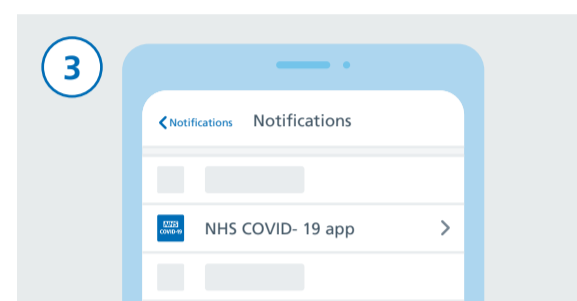 3
Notifications Notifications
NHS COVID-19
NHS COVID- 19 app